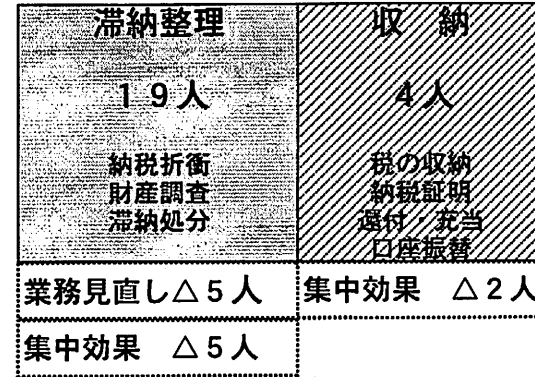 滞納整理
19人
納税折衝
財産調査
滞納処分
収　納
4人
税の収納
納税証明
還付・充当
口座振替
業務見直し△5人
集中効果　△2人
集中効果　△5人